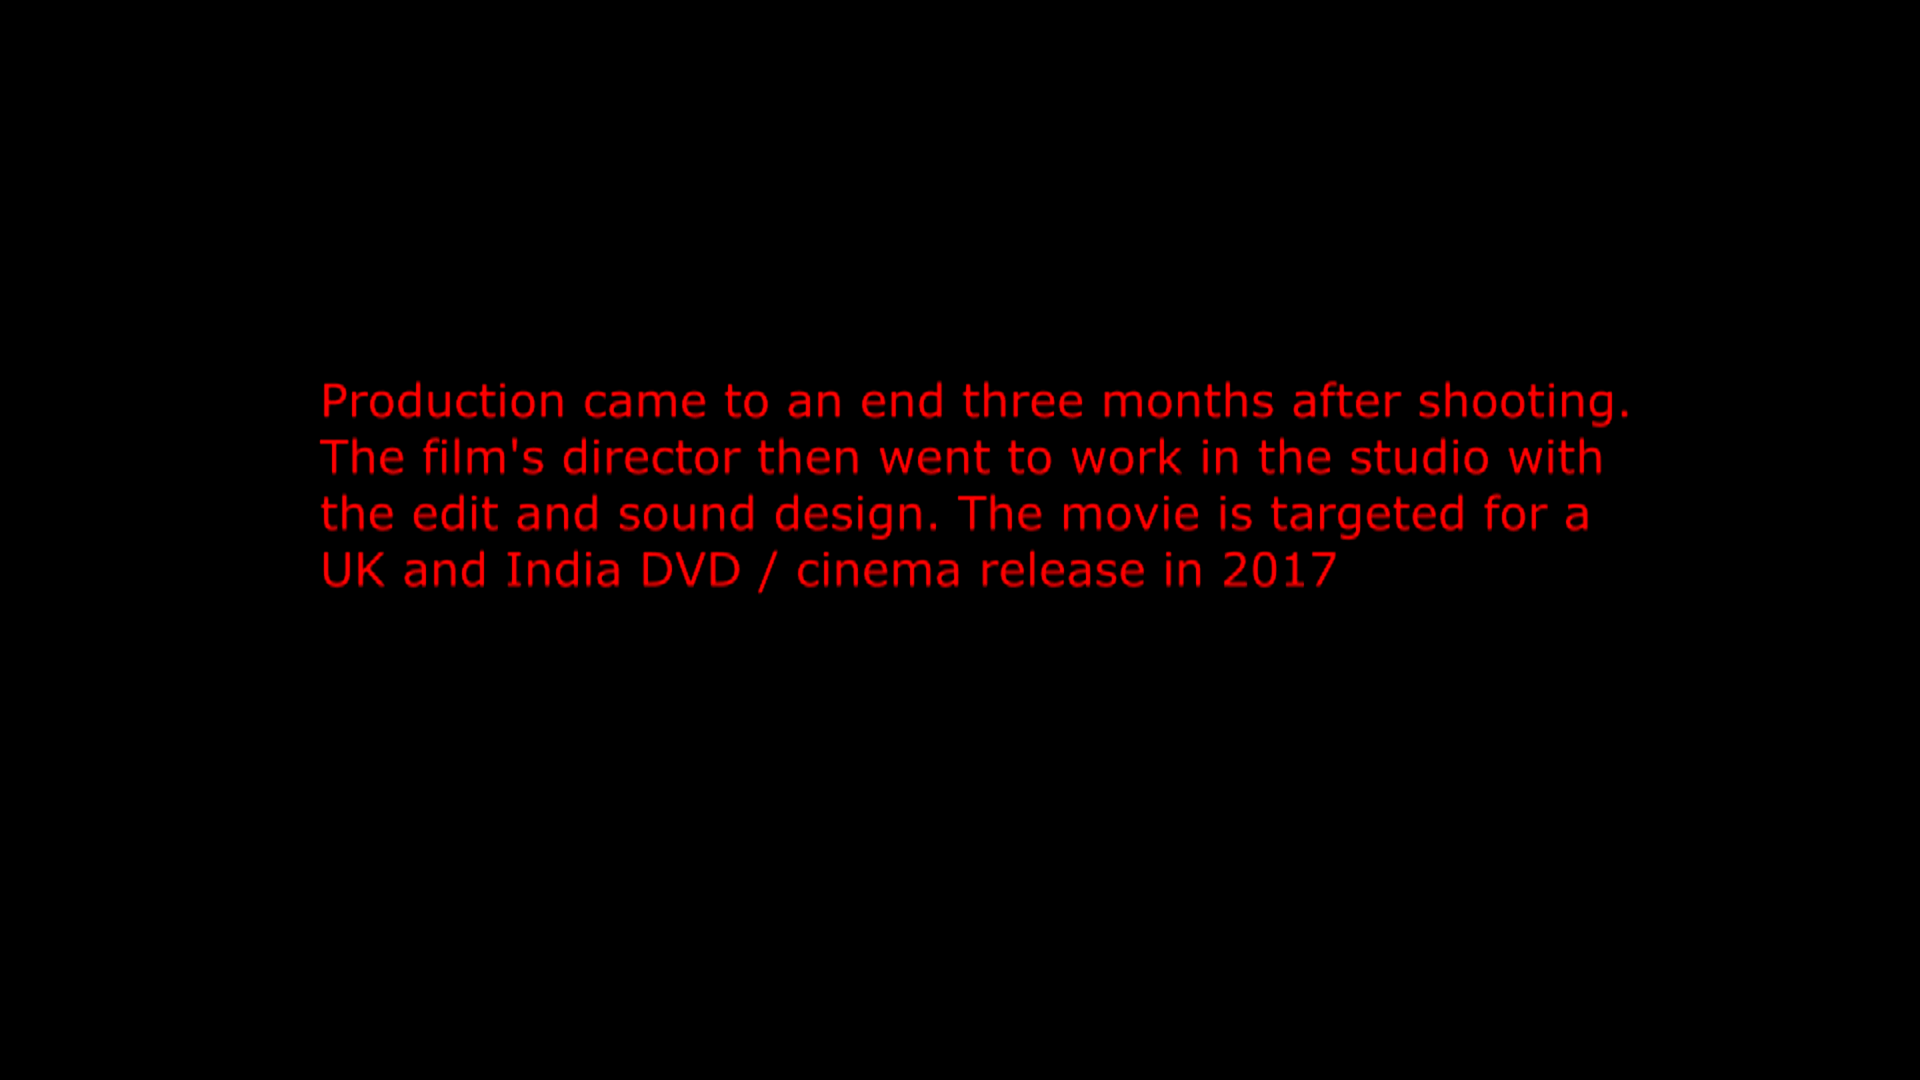 Production came to an end three months after shooting.
The film's director then went to work in the studio with
the edit and sound design. The movie is targeted for a
UK and India DVD / cinema release in 2017